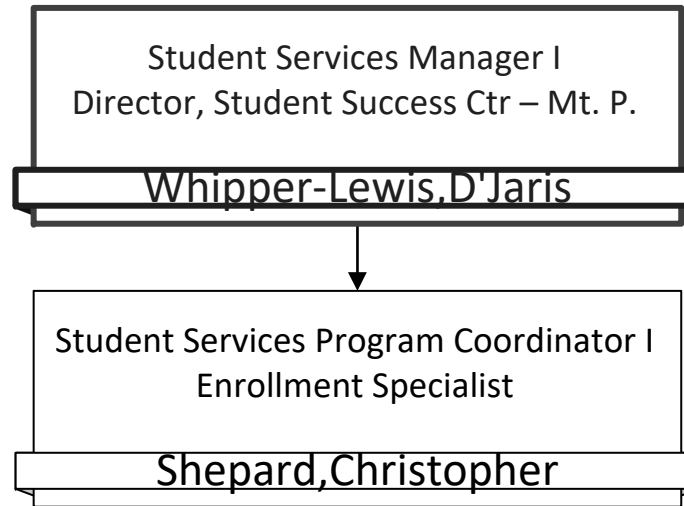 Student Services Manager I
Director, Student Success Ctr – Mt. P.
Whipper-Lewis,D'Jaris
Student Services Program Coordinator I
Enrollment Specialist
Shepard,Christopher